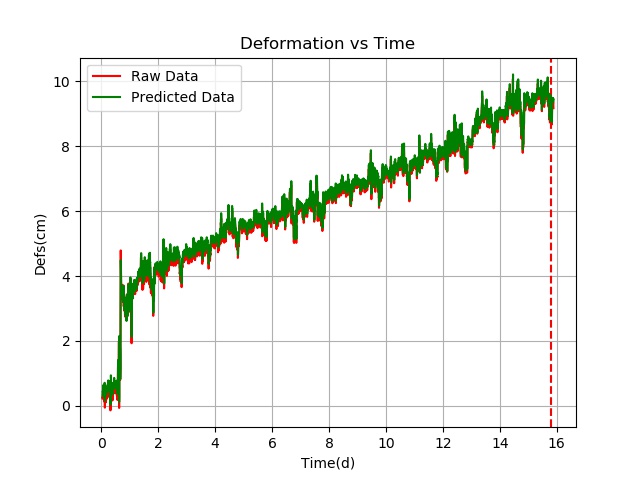 Deformation vs Time
Raw Data
Predicted Data
Defs(cm)
10
8
6
4
2
0
0 2 4 6 8 10 12 14 16
Time(d)